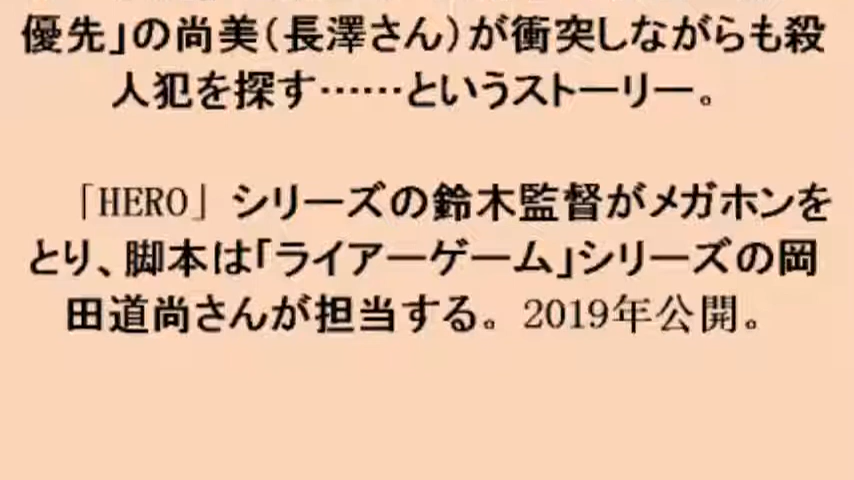 優先」の尚美(長澤さん)が衝突しながらも殺
人犯を探す……というストーリー。
「HERO」シリーズの鈴木監督がメガホンを
とり、脚本は「ライアーゲーム」シリーズの岡
田道尚さんが担当する。2019年公開。